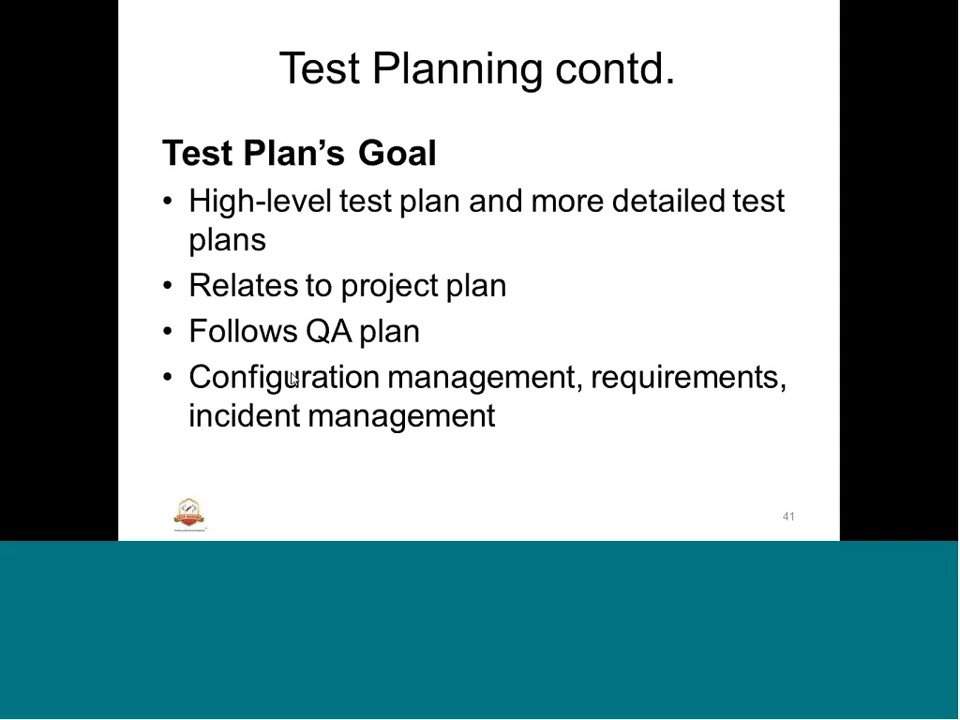 Test Planning contd.
Test Plan’s Goal
• High-level test plan and more detailed test
plans
• Relates to project plan
• Follows QA plan
• Configuration management, requirements,
incident management
41